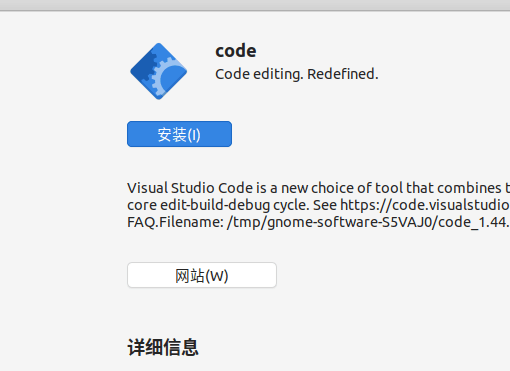 code
Code editing. Redefined.
安装(I)
Visual Studio Code is a new choice of tool that combines
core edit-build-debug cycle. See https://code.visualstudio
FAQ.Filename: /tmp/gnome-software-S5VAJ0/code_1.44.
网站(W)
详细信息